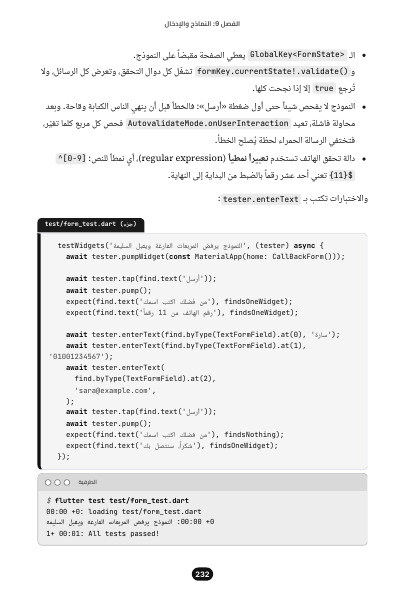 الفصل 9: النماذج والإدخال
• الـ GlobalKey<FormState> يعطي الصفحة مقبضاً على النموذج.
و formKey.currentState!.validate() تشغّل كل دوال التحقق، وتعرض كل الرسائل، ولا
تُرجع true إلا إذا نجحت كلها.
• النموذج لا يفحص شيئاً حتى أول ضغطة «أرسل»: فالخطأ قبل أن ينهي الناس الكتابة وقاحة. وبعد
محاولة فاشلة، تعيد AutovalidateMode.onUserInteraction فحص كل مربع كلما تغيّر،
فتختفي الرسالة الحمراء لحظة يُصلح الخطأ.
• دالة تحقق الهاتف تستخدم تعبيراً نمطياً (regular expression)، أي نمطاً للنص: ^[0-9]
{11}$ تعني أحد عشر رقماً بالضبط من البداية إلى النهاية.
والاختبارات تكتب بـ tester.enterText:
test/form_test.dart (جزء)
testWidgets('النموذج يرفض المربعات الفارغة ويقبل السليمة', (tester) async {
await tester.pumpWidget(const MaterialApp(home: CallBackForm()));
await tester.tap(find.text('أرسل'));
await tester.pump();
expect(find.text('من فضلك اكتب اسمك'), findsOneWidget);
expect(find.text('رقم الهاتف من 11 رقماً'), findsOneWidget);
await tester.enterText(find.byType(TextFormField).at(0), 'سارة');
await tester.enterText(find.byType(TextFormField).at(1),
'01001234567');
await tester.enterText(
find.byType(TextFormField).at(2),
'sara@example.com',
);
await tester.tap(find.text('أرسل'));
await tester.pump();
expect(find.text('من فضلك اكتب اسمك'), findsNothing);
expect(find.text('شكراً، سنتصل بك'), findsOneWidget);
});
الطرفية
$ flutter test test/form_test.dart
00:00 +0: loading test/form_test.dart
00:00 +0: النموذج يرفض المربعات الفارغة ويقبل السليمة
00:01 +1: All tests passed!
232